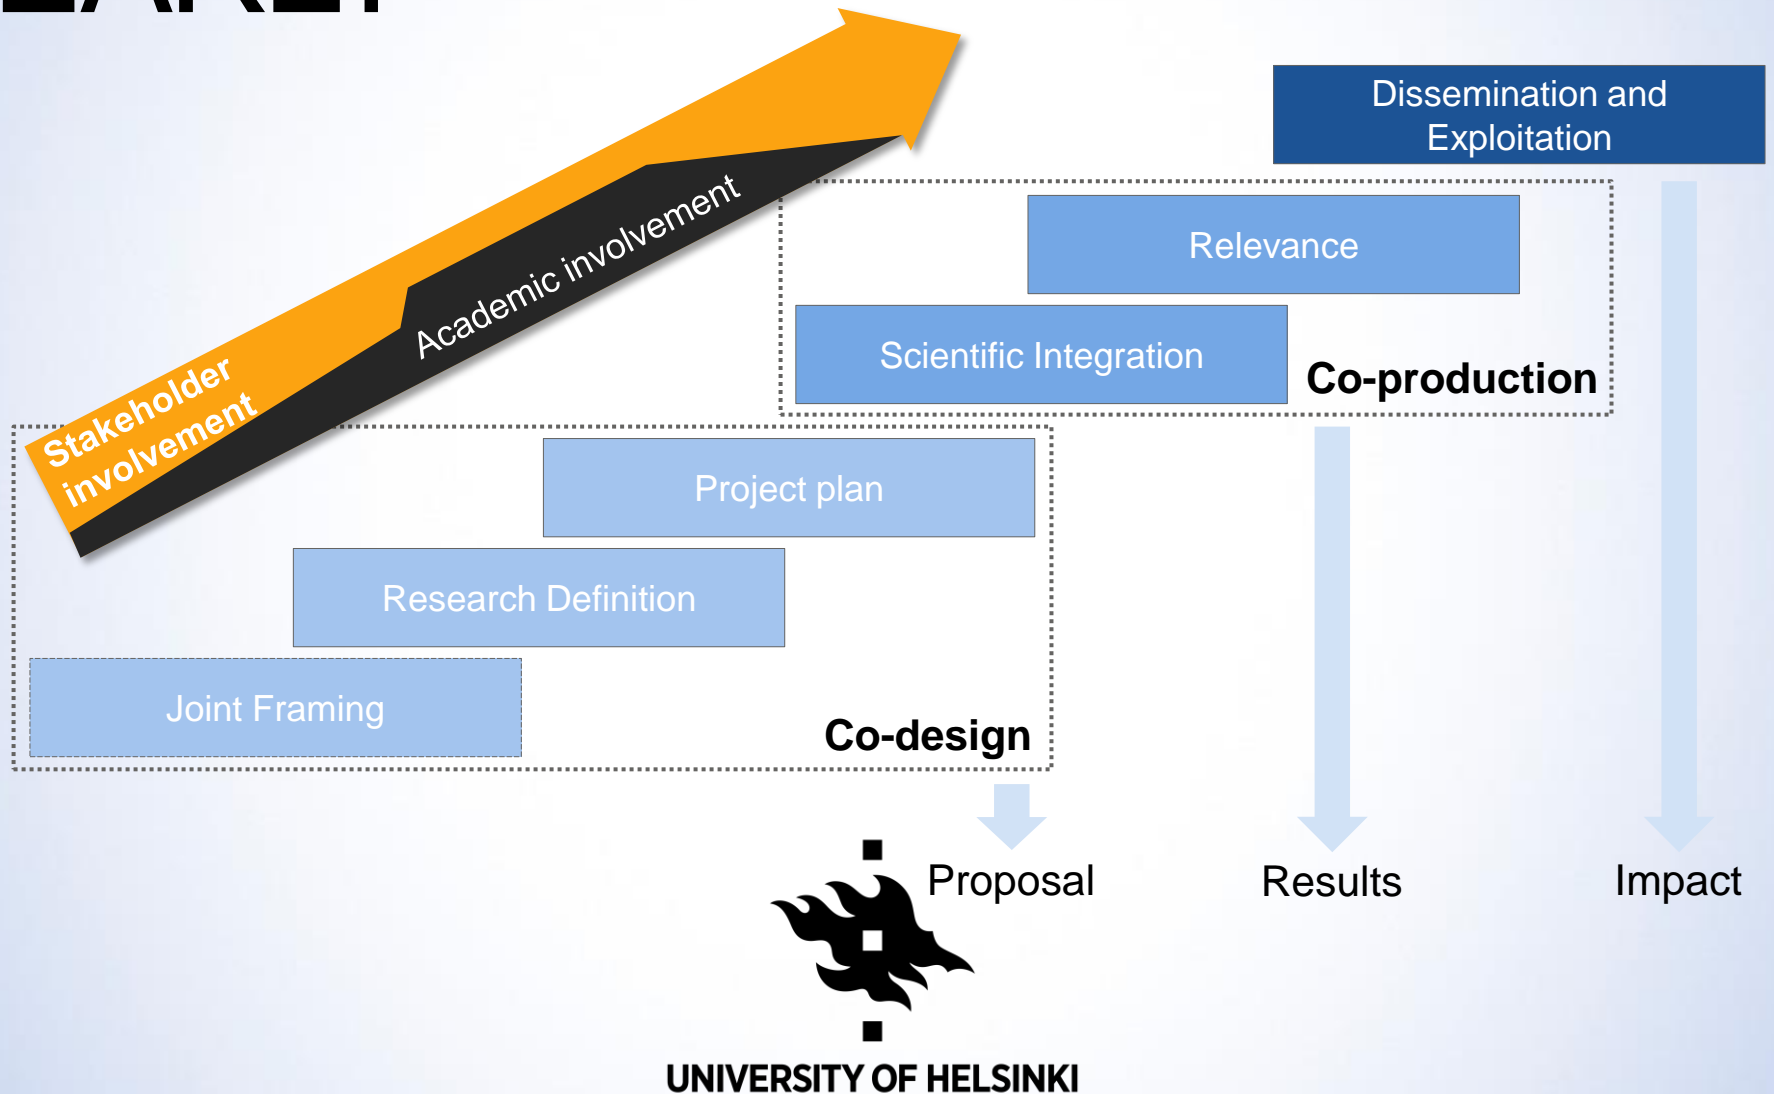 Dissemination and
Exploitation
Relevance
Academic involvement
Scientific Integration
Co-production
Stakeholder
involvement
Project plan
Research Definition
Joint Framing
Co-design
Proposal
Results
Impact
UNIVERSITY OF HELSINKI